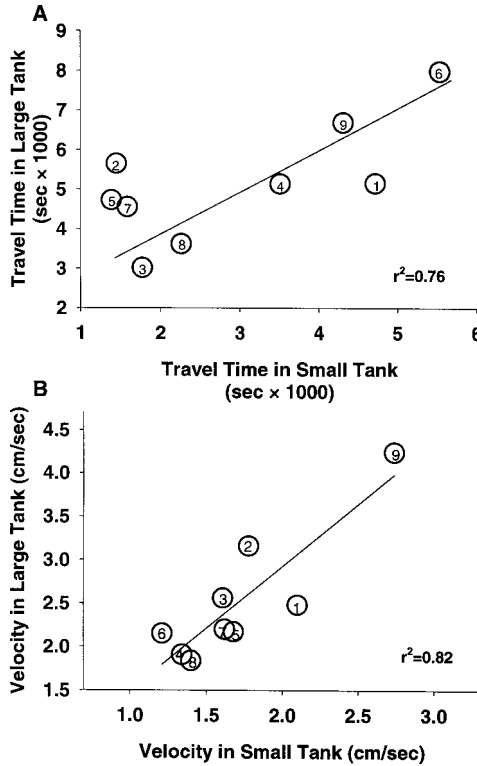 A
9
8
7
6
5
4
3
2
Travel Time in Large Tank
(sec × 1000)
6
9
2
4
1
5
7
8
3
r²=0.76
1 2 3 4 5 6
Travel Time in Small Tank
(sec × 1000)
B
4.5
4.0
3.0
2.5
2.0
1.5
Velocity in Large Tank (cm/sec)
9
2
3
1
6
7
5
4
8
r²=0.82
1.0 1.5 2.0 2.5 3.0
Velocity in Small Tank (cm/sec)